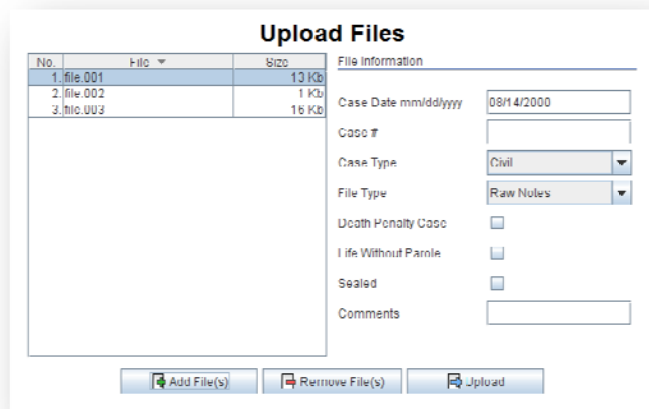 Upload Files
No. File Size
1. file.001 13 Kb
2. file.002 1 Kb
3. file.003 16 Kb
File Information
Case Date mm/dd/yyyy 08/14/2000
Case #
Case Type Civil
File Type Raw Notes
Death Penalty Case
Life Without Parole
Sealed
Comments
Add File(s) Remove File(s) Upload